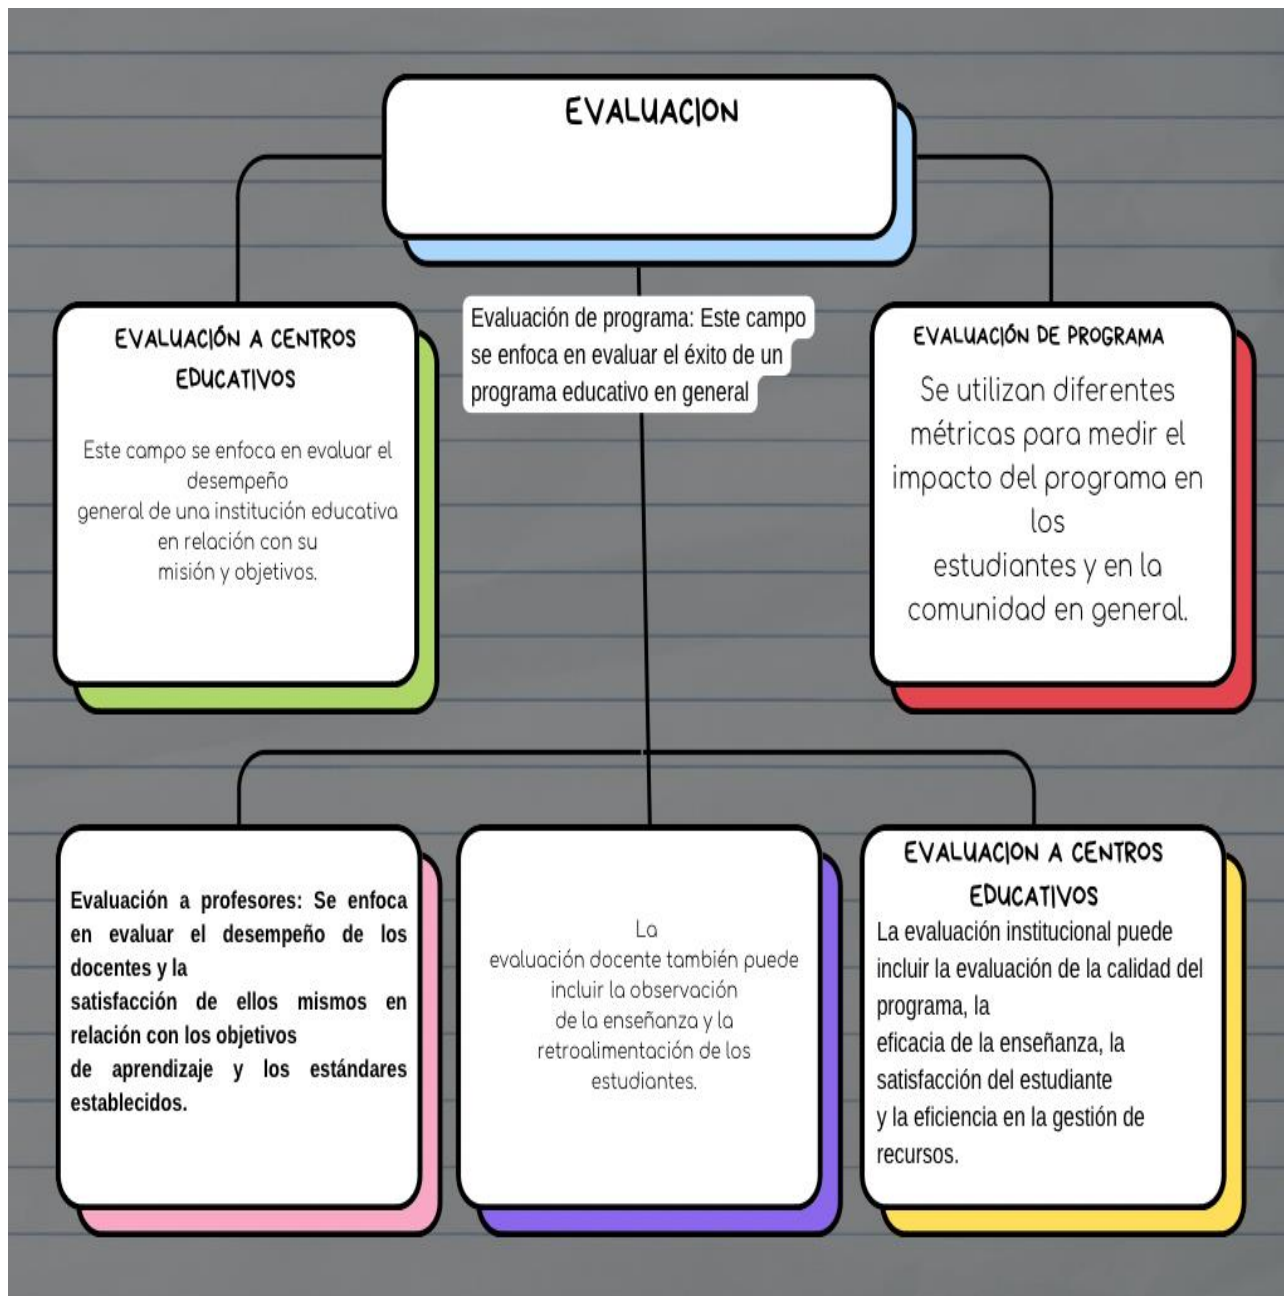 EVALUACION
EVALUACIÓN A CENTROS
EDUCATIVOS
Este campo se enfoca en evaluar el
desempeño
general de una institución educativa
en relación con su
misión y objetivos.
Evaluación de programa: Este campo
se enfoca en evaluar el éxito de un
programa educativo en general
EVALUACIÓN DE PROGRAMA
Se utilizan diferentes
métricas para medir el
impacto del programa en
los
estudiantes y en la
comunidad en general.
Evaluación a profesores: Se enfoca
en evaluar el desempeño de los
docentes y la
satisfacción de ellos mismos en
relación con los objetivos
de aprendizaje y los estándares
establecidos.
La
evaluación docente también puede
incluir la observación
de la enseñanza y la
retroalimentación de los
estudiantes.
EVALUACION A CENTROS
EDUCATIVOS
La evaluación institucional puede
incluir la evaluación de la calidad del
programa, la
eficacia de la enseñanza, la
satisfacción del estudiante
y la eficiencia en la gestión de
recursos.